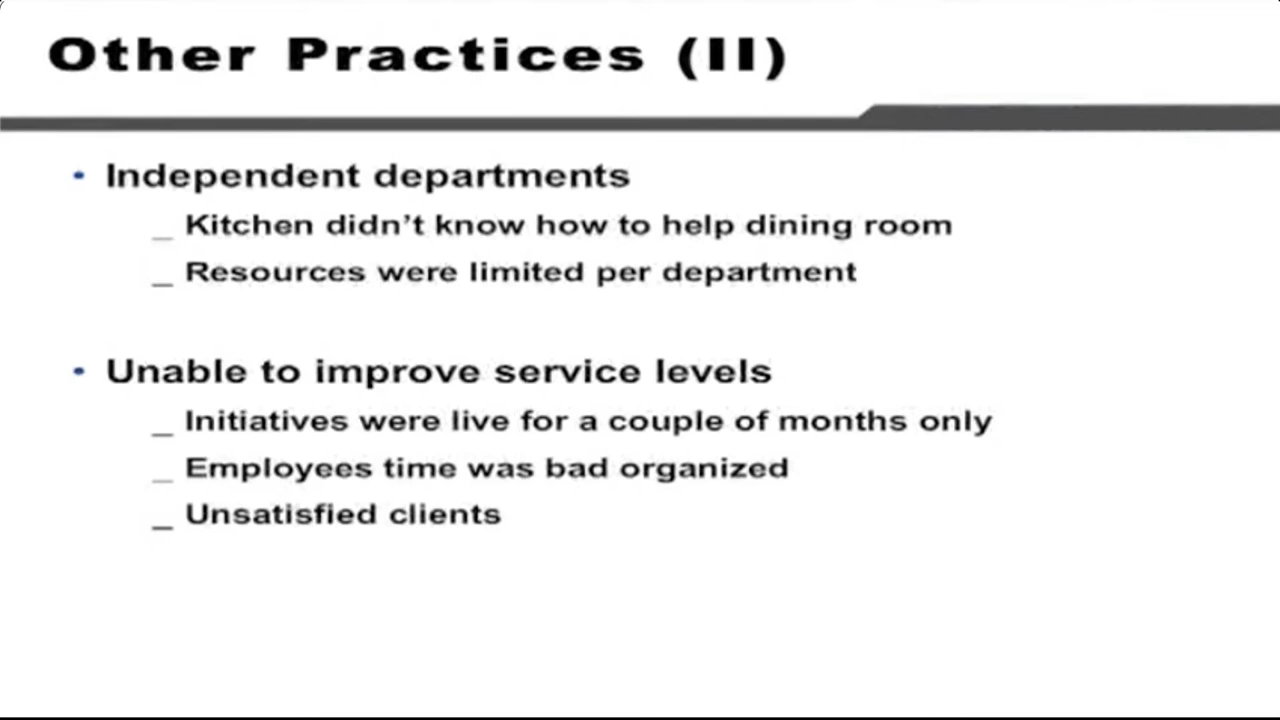 Other Practices (II)
• Independent departments
_ Kitchen didn’t know how to help dining room
_ Resources were limited per department
• Unable to improve service levels
_ Initiatives were live for a couple of months only
_ Employees time was bad organized
_ Unsatisfied clients